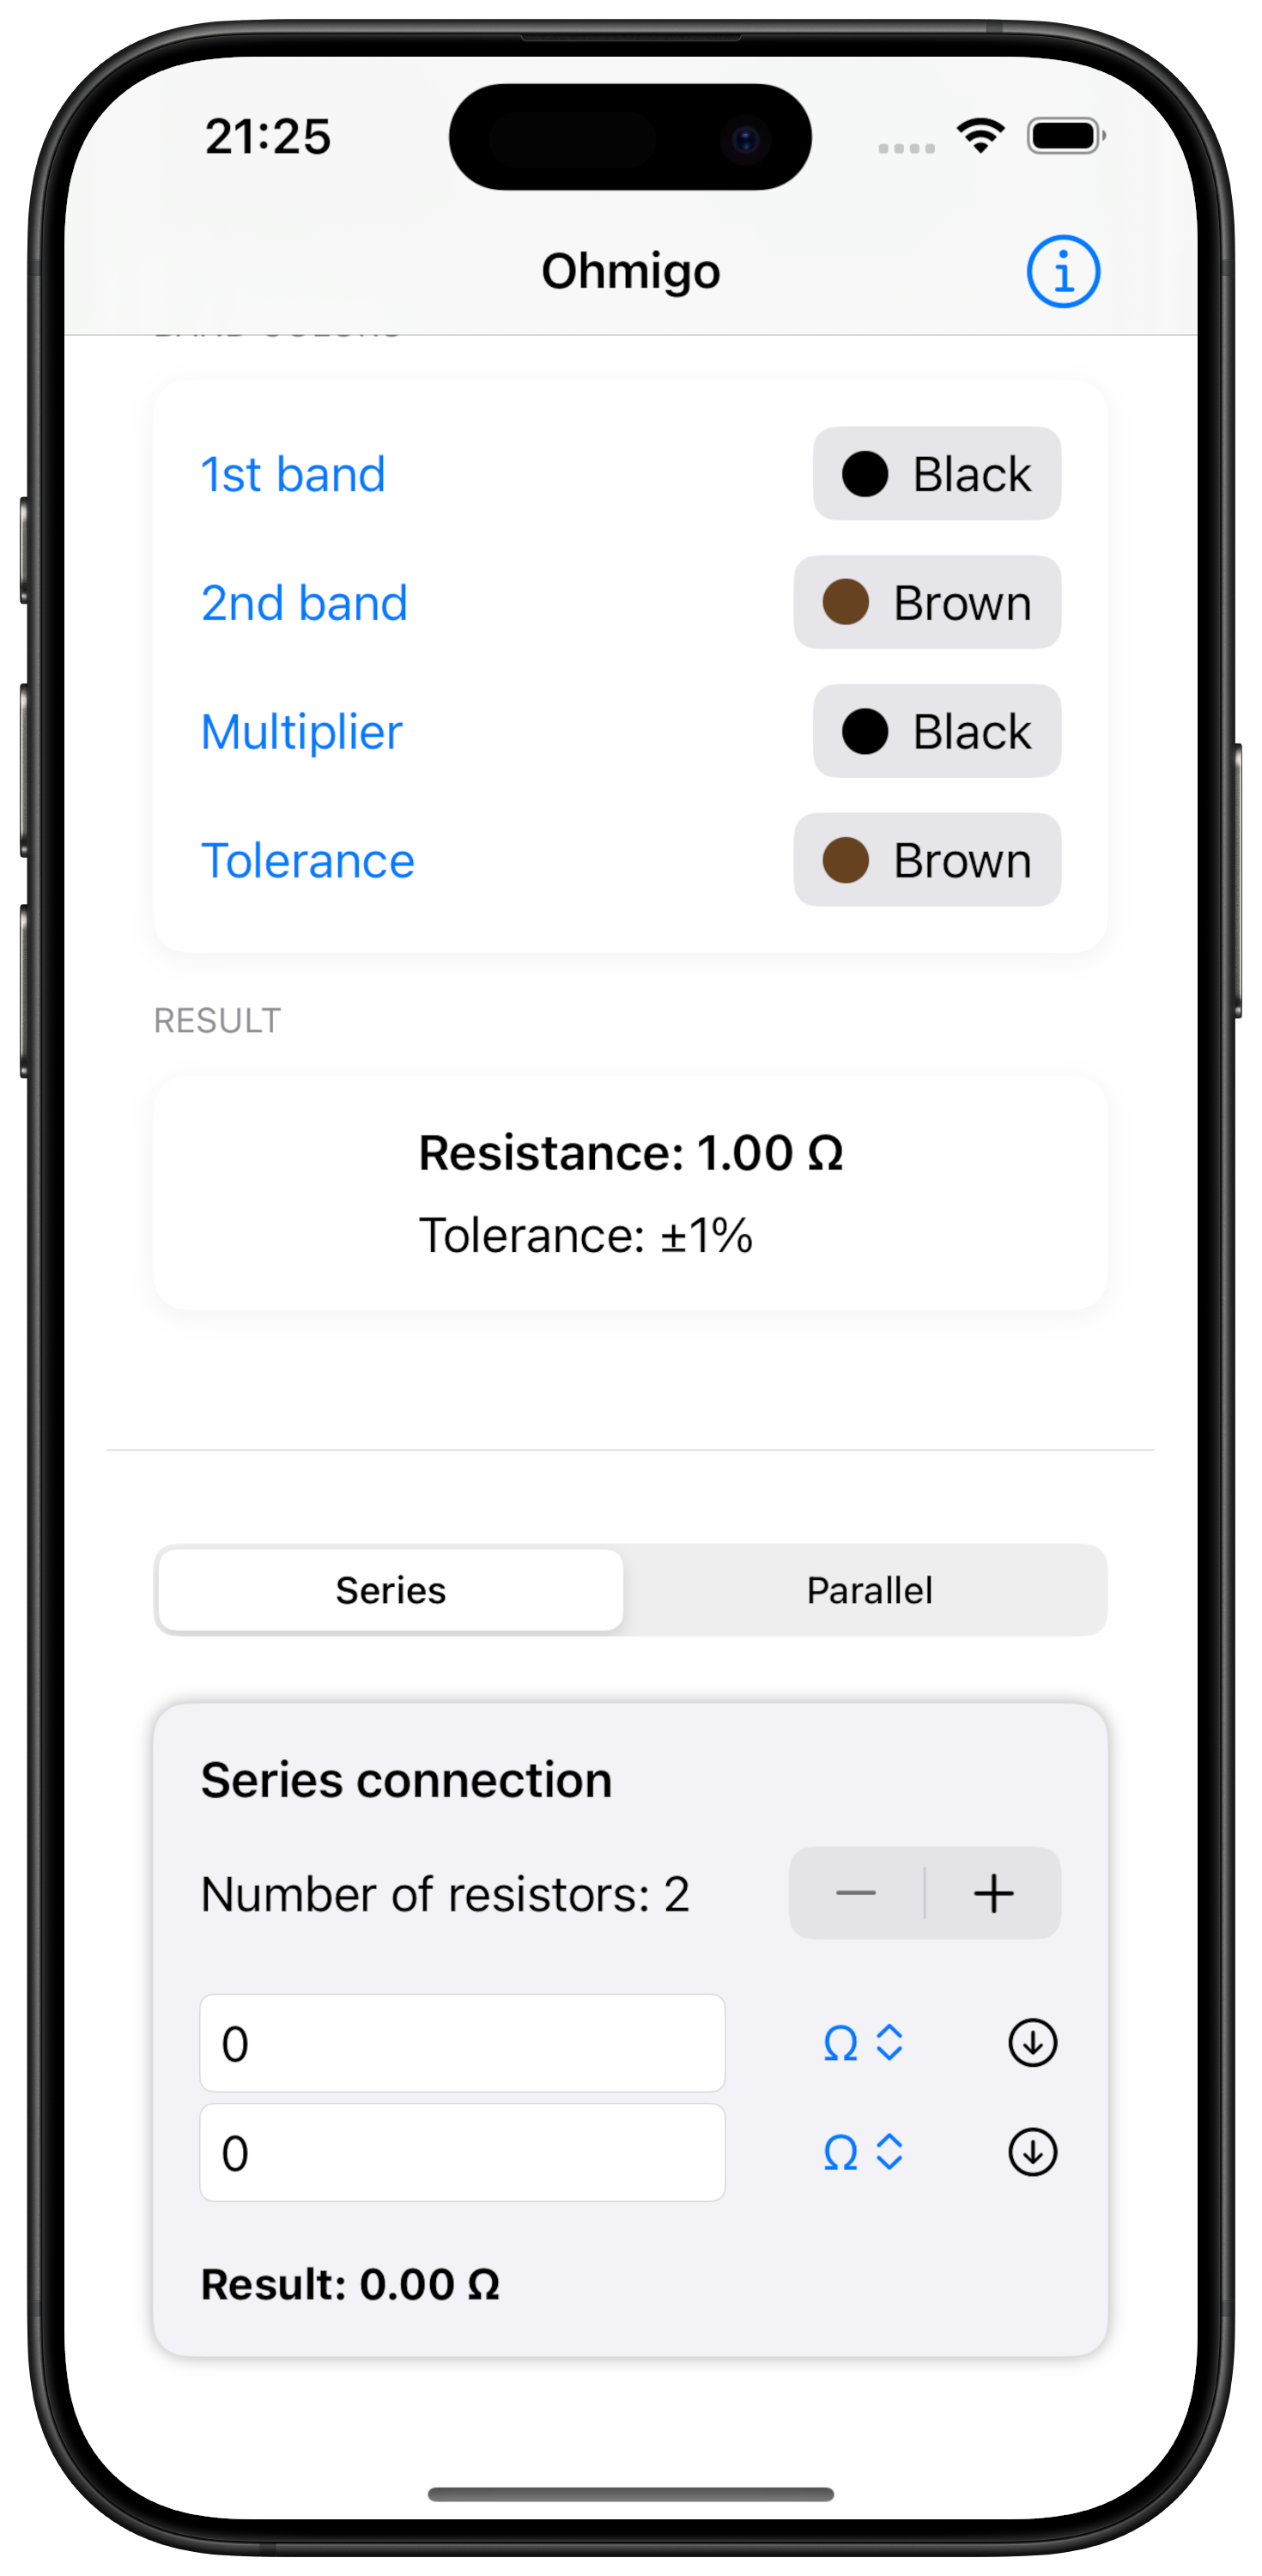 21:25
Ohmigo
1st band Black
2nd band Brown
Multiplier Black
Tolerance Brown
RESULT
Resistance: 1.00 Ω
Tolerance: ±1%
Series Parallel
Series connection
Number of resistors: 2 − +
0 Ω
0 Ω
Result: 0.00 Ω